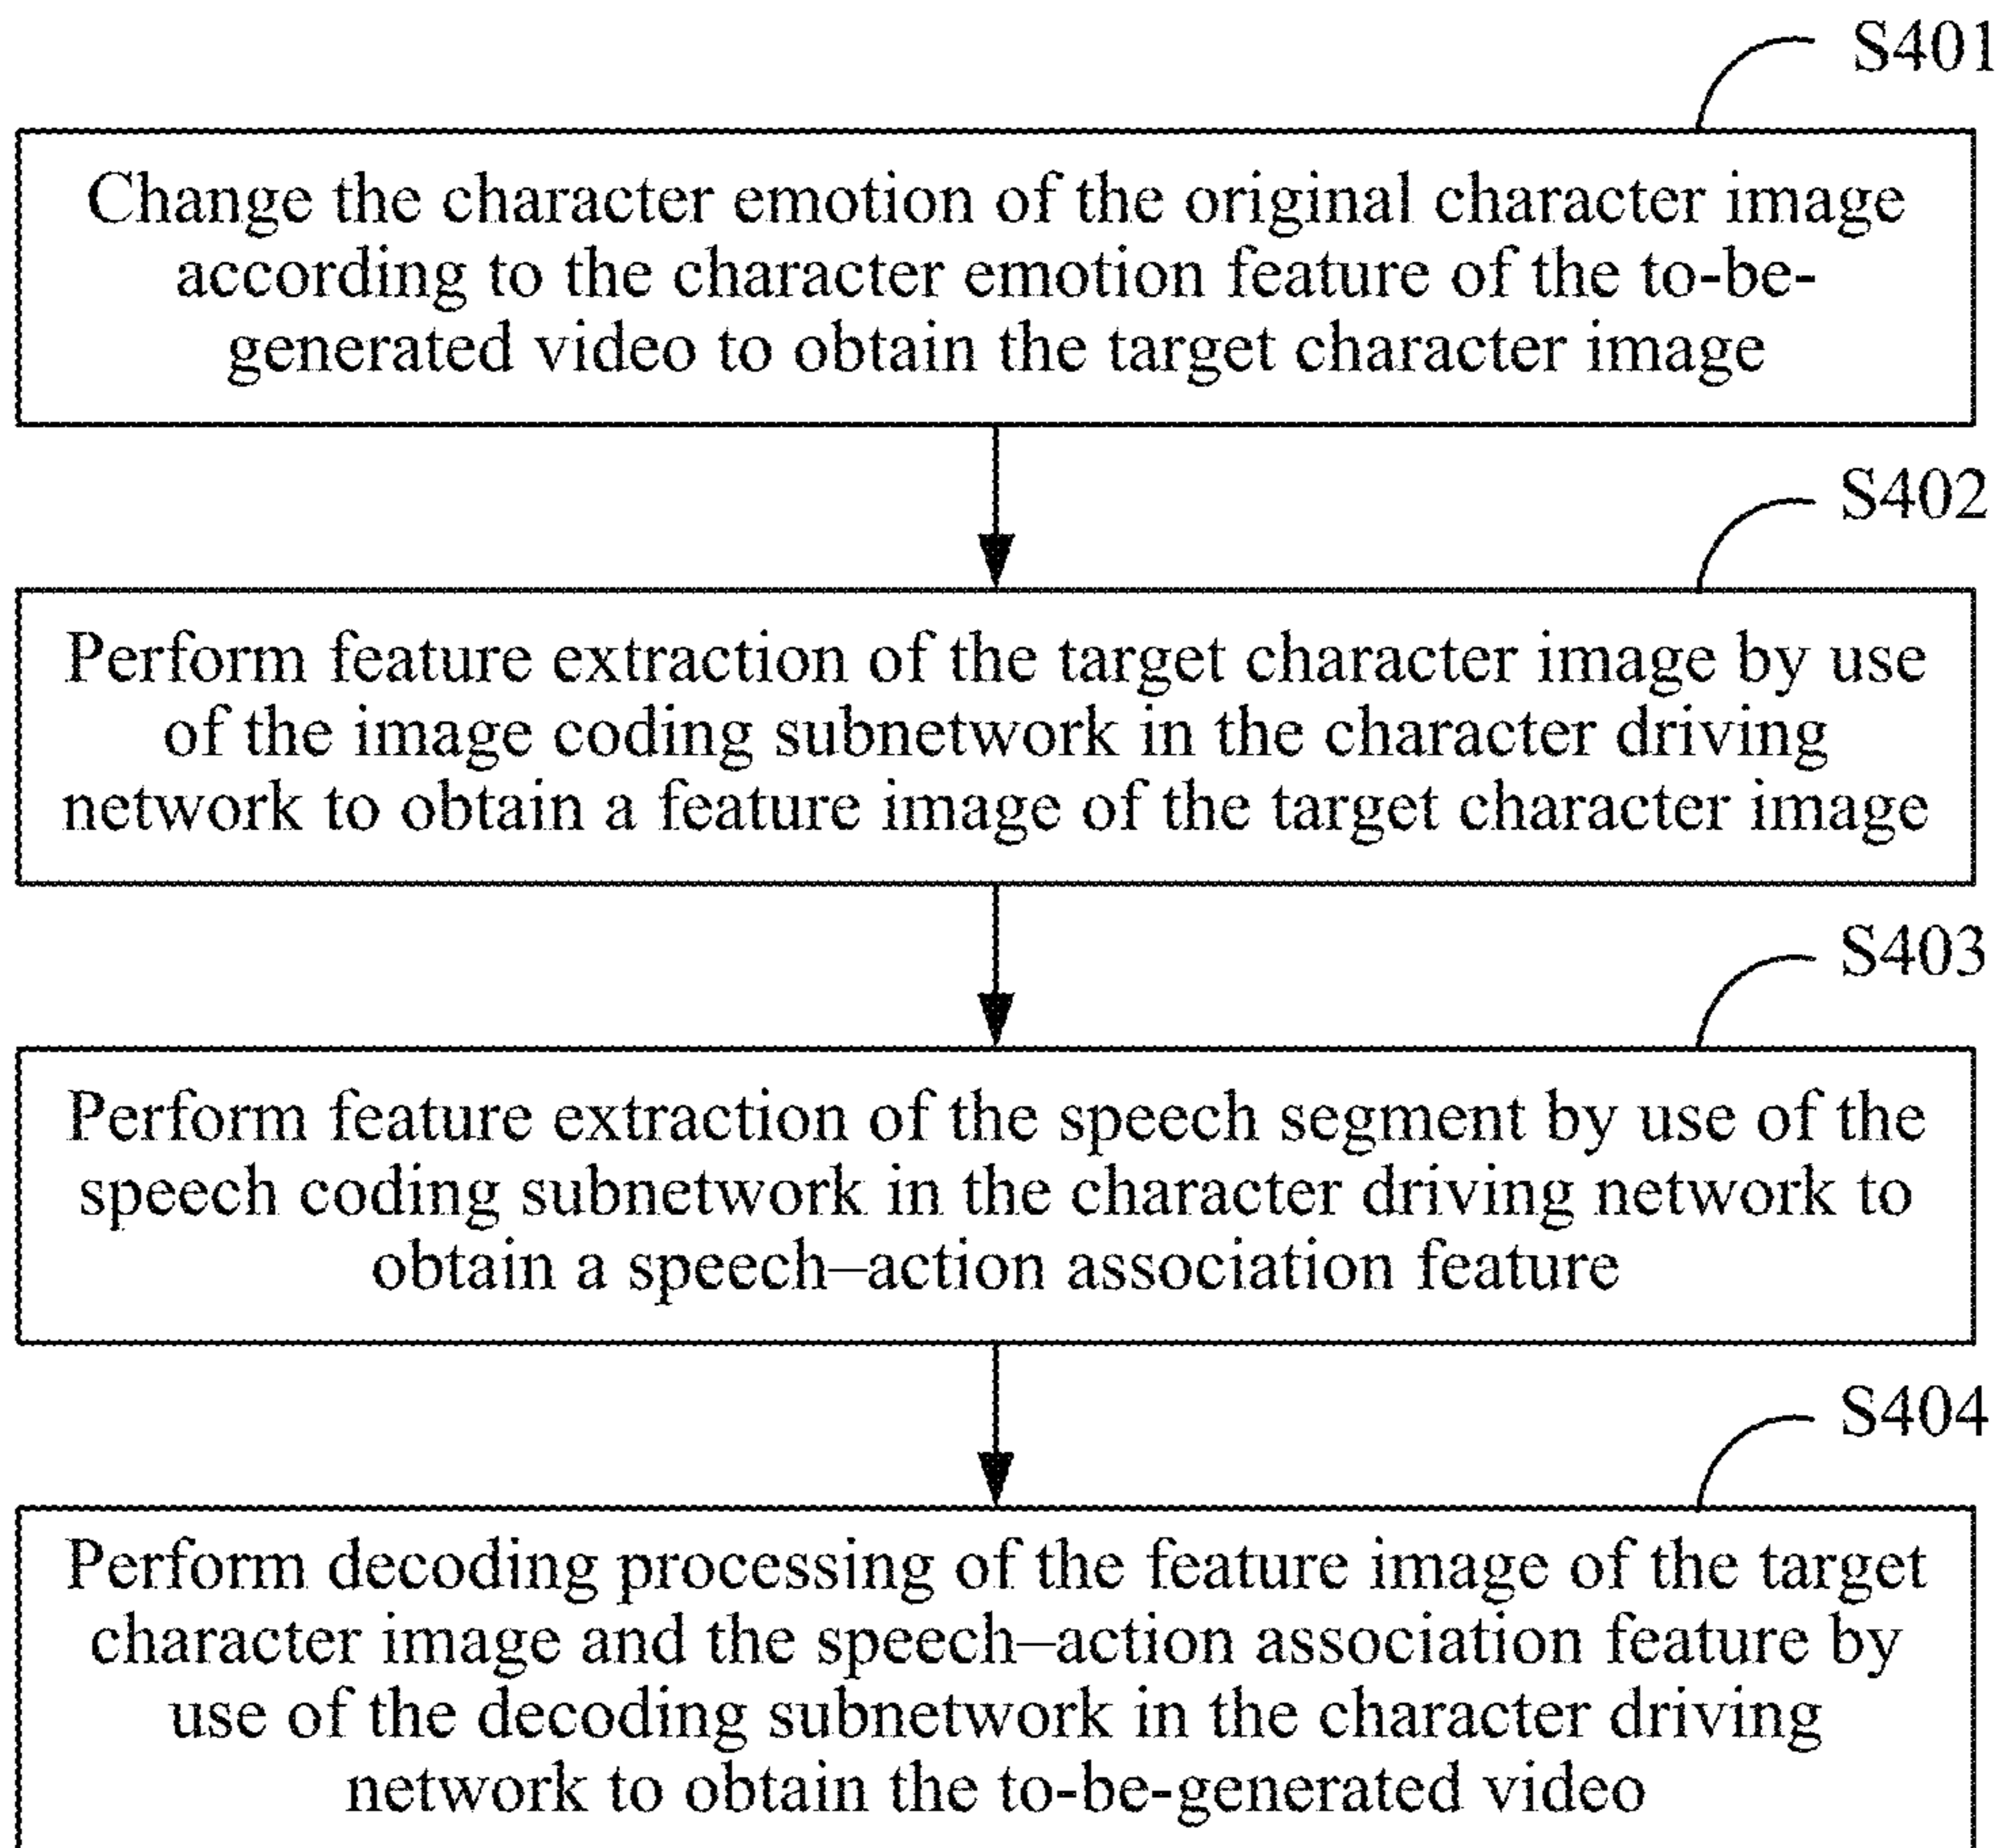 S401
Change the character emotion of the original character image
according to the character emotion feature of the to-be-
generated video to obtain the target character image
S402
Perform feature extraction of the target character image by use
of the image coding subnetwork in the character driving
network to obtain a feature image of the target character image
S403
Perform feature extraction of the speech segment by use of the
speech coding subnetwork in the character driving network to
obtain a speech–action association feature
S404
Perform decoding processing of the feature image of the target
character image and the speech–action association feature by
use of the decoding subnetwork in the character driving
network to obtain the to-be-generated video